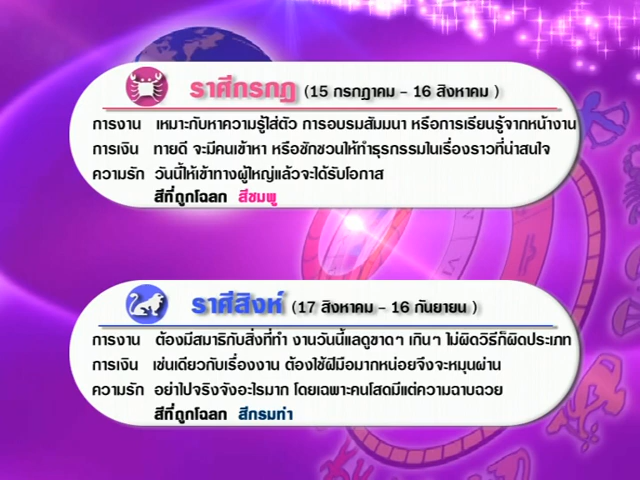 ราศีกรกฎ (15 กรกฎาคม - 16 สิงหาคม )
การงาน เหมาะกับหาความรู้ใส่ตัว การอบรมสัมมนา หรือการเรียนรู้จากหน้างาน
การเงิน ทายดี จะมีคนเข้าหา หรือชักชวนให้ทำธุรกรรมในเรื่องราวที่น่าสนใจ
ความรัก วันนี้ให้เข้าทางผู้ใหญ่แล้วจะได้รับโอกาส
สีที่ถูกโฉลก สีชมพู
ราศีสิงห์ (17 สิงหาคม - 16 กันยายน )
การงาน ต้องมีสมาธิกับสิ่งที่ทำ งานวันนี้แลดูขาดๆ เกินๆ ไม่ผิดวิธีก็ผิดประเภท
การเงิน เช่นเดียวกับเรื่องงาน ต้องใช้ฝีมือมากหน่อยจึงจะหมุนผ่าน
ความรัก อย่าไปจริงจังอะไรมาก โดยเฉพาะคนโสดมีแต่ความฉาบฉวย
สีที่ถูกโฉลก สีกรมท่า